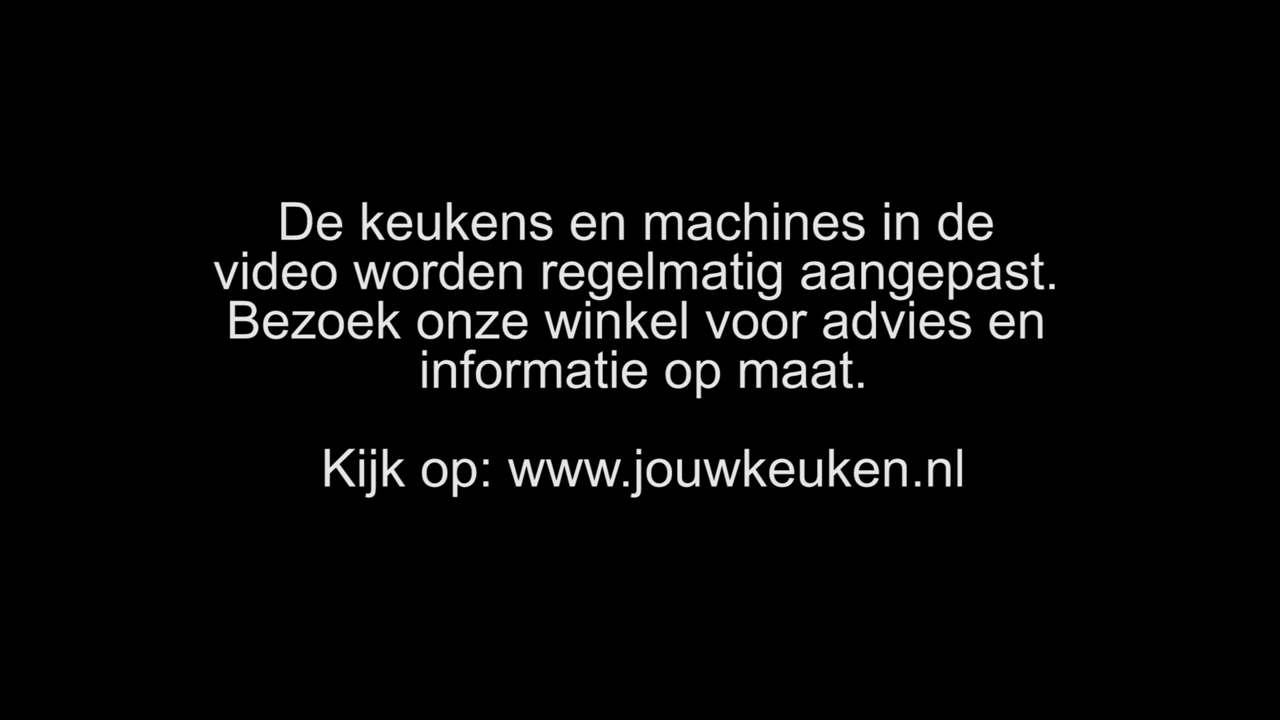 De keukens en machines in de
video worden regelmatig aangepast.
Bezoek onze winkel voor advies en
informatie op maat.
Kijk op: www.jouwkeuken.nl